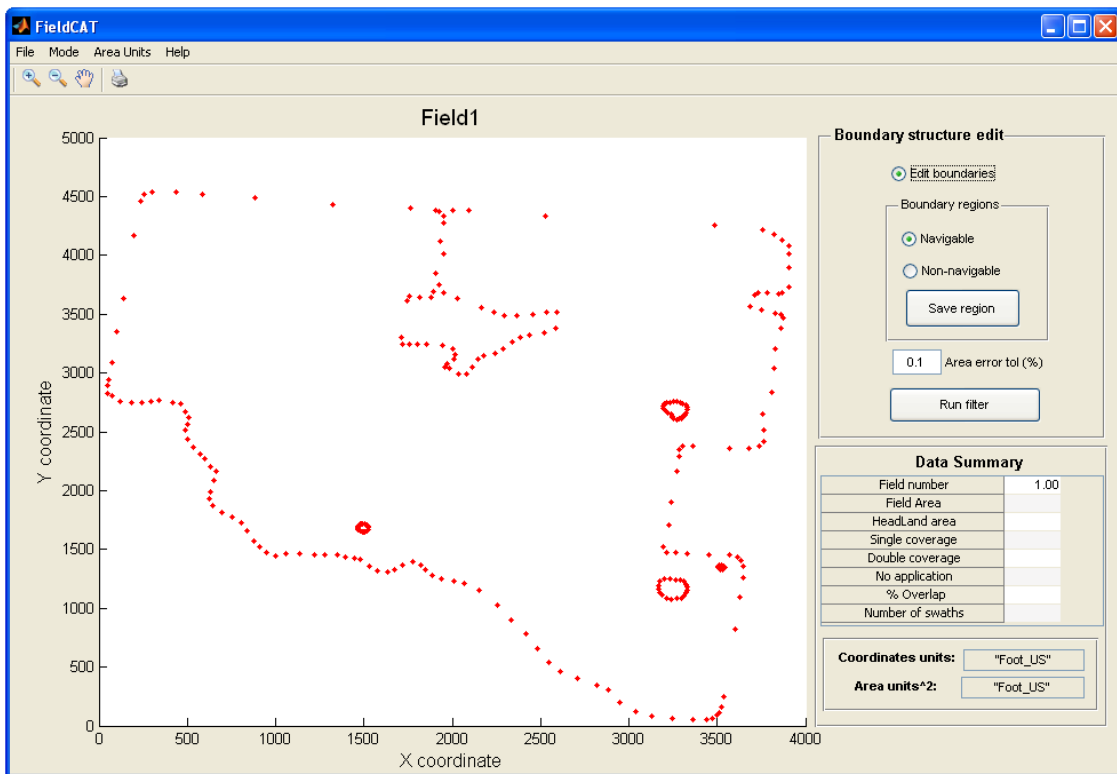 FieldCAT
File Mode Area Units Help
Field1
5000
4500
4000
3500
3000
2500
2000
1500
1000
500
0
Y coordinate
0 500 1000 1500 2000 2500 3000 3500 4000
X coordinate
Boundary structure edit
Edit boundaries
Boundary regions
Navigable
Non-navigable
Save region
0.1 Area error tol (%)
Run filter
Data Summary
Field number 1.00
Field Area
HeadLand area
Single coverage
Double coverage
No application
% Overlap
Number of swaths
Coordinates units: "Foot_US"
Area units^2: "Foot_US"